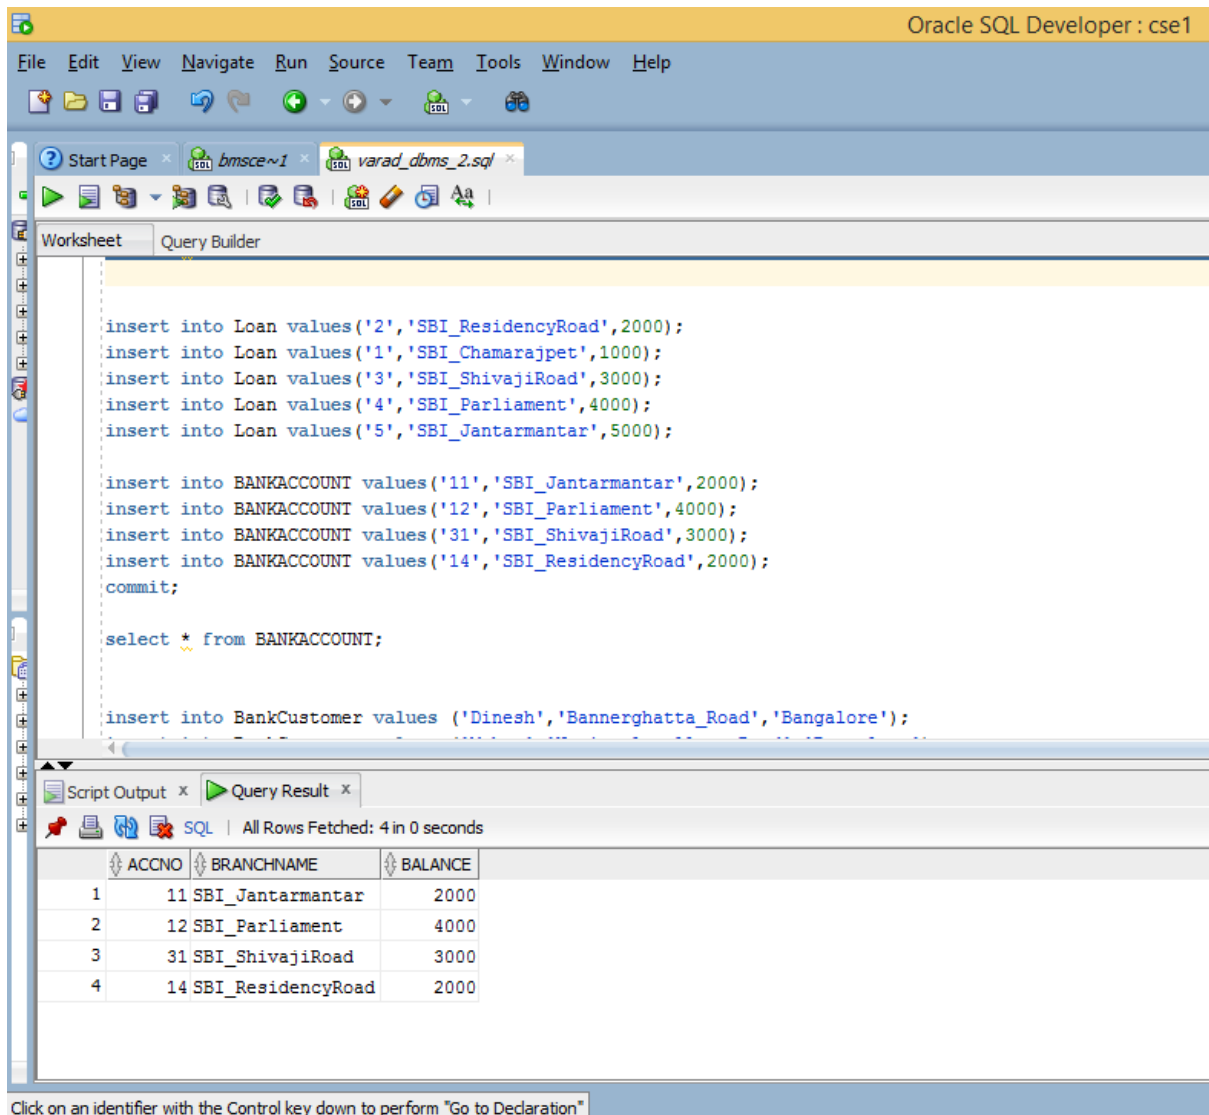 Oracle SQL Developer : cse1
File Edit View Navigate Run Source Team Tools Window Help
Start Page bmsce~1 varad_dbms_2.sql
Worksheet Query Builder
insert into Loan values('2','SBI_ResidencyRoad',2000);
insert into Loan values('1','SBI_Chamarajpet',1000);
insert into Loan values('3','SBI_ShivajiRoad',3000);
insert into Loan values('4','SBI_Parliament',4000);
insert into Loan values('5','SBI_Jantarmantar',5000);
insert into BANKACCOUNT values('11','SBI_Jantarmantar',2000);
insert into BANKACCOUNT values('12','SBI_Parliament',4000);
insert into BANKACCOUNT values('31','SBI_ShivajiRoad',3000);
insert into BANKACCOUNT values('14','SBI_ResidencyRoad',2000);
commit;
select * from BANKACCOUNT;
insert into BankCustomer values ('Dinesh','Bannerghatta_Road','Bangalore');
Script Output x Query Result x
SQL | All Rows Fetched: 4 in 0 seconds
ACCNO BRANCHNAME BALANCE
1 11 SBI_Jantarmantar 2000
2 12 SBI_Parliament 4000
3 31 SBI_ShivajiRoad 3000
4 14 SBI_ResidencyRoad 2000
Click on an identifier with the Control key down to perform "Go to Declaration"